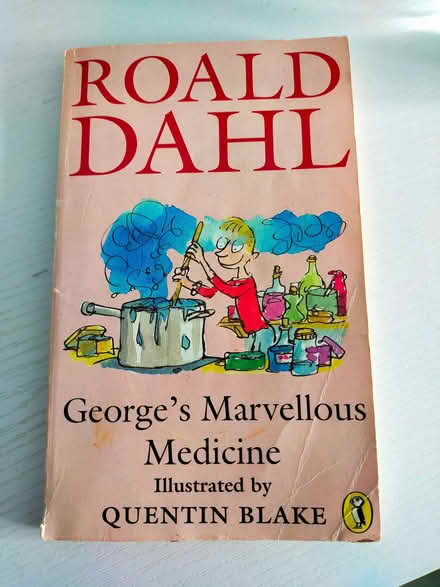 ROALD
DAHL
George's Marvellous
Medicine
Illustrated by
QUENTIN BLAKE